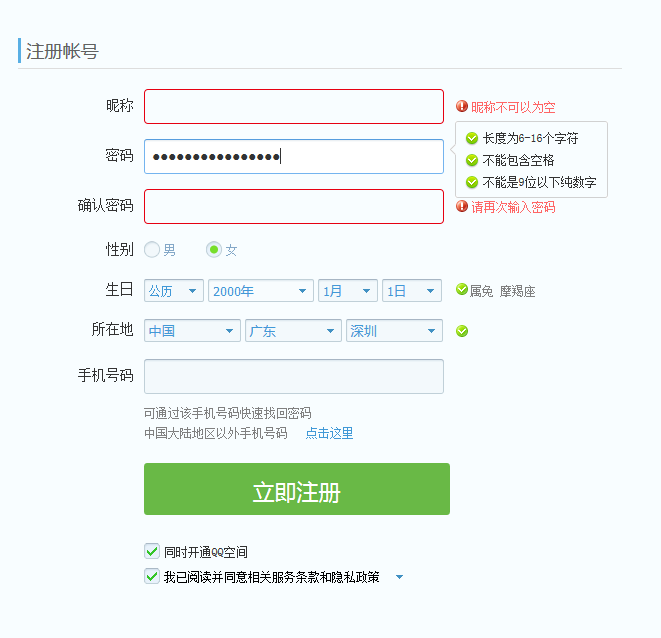 注册帐号
昵称 昵称不可以为空
长度为6-16个字符
密码 ●●●●●●●●●●●●●●●● 不能包含空格
不能是9位以下纯数字
确认密码 请再次输入密码
性别 男 女
生日 公历 2000年 1月 1日 属兔 摩羯座
所在地 中国 广东 深圳
手机号码
可通过该手机号码快速找回密码
中国大陆地区以外手机号码 点击这里
立即注册
同时开通QQ空间
我已阅读并同意相关服务条款和隐私政策